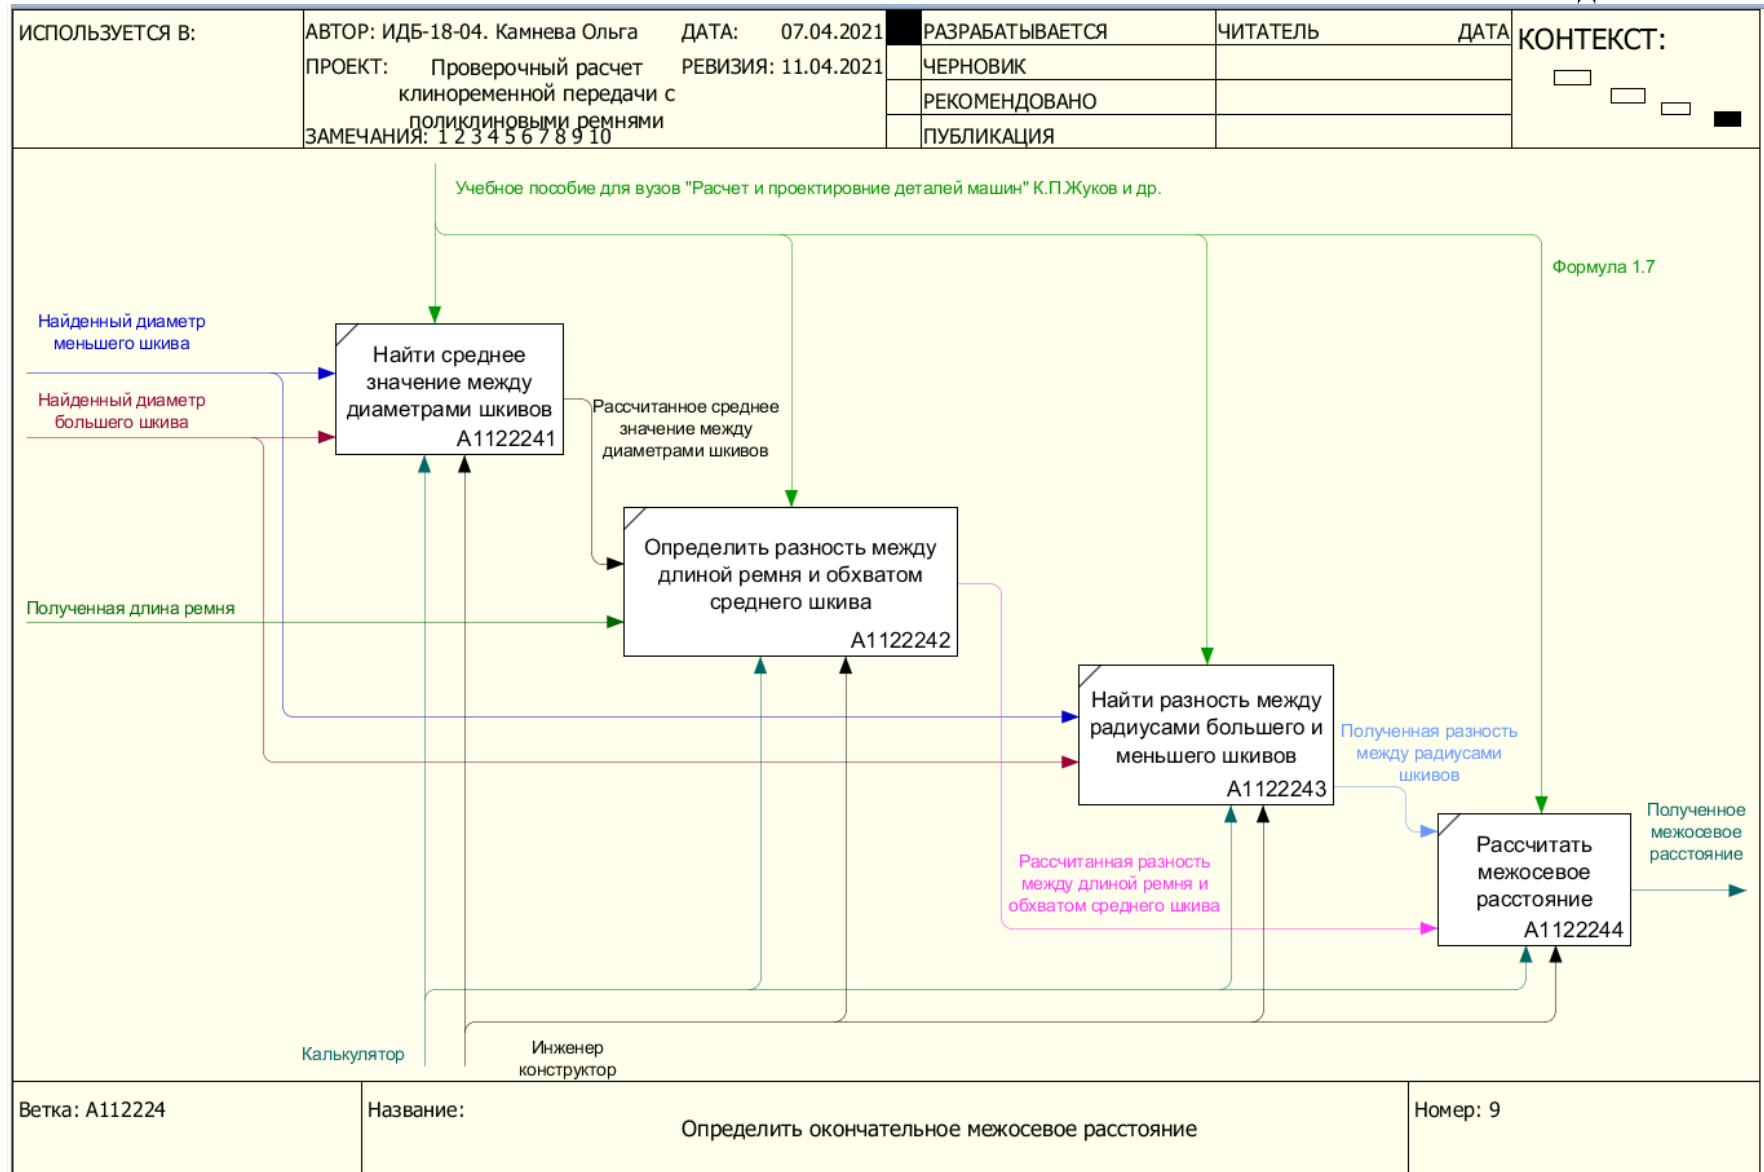 ИСПОЛЬЗУЕТСЯ В:
АВТОР: ИДБ-18-04. Камнева Ольга
ДАТА: 07.04.2021
ПРОЕКТ: Проверочный расчет
клиноременной передачи с
поликлиновыми ремнями
РЕВИЗИЯ: 11.04.2021
ЗАМЕЧАНИЯ: 1 2 3 4 5 6 7 8 9 10
РАЗРАБАТЫВАЕТСЯ
ЧЕРНОВИК
РЕКОМЕНДОВАНО
ПУБЛИКАЦИЯ
ЧИТАТЕЛЬ
ДАТА
КОНТЕКСТ:
Учебное пособие для вузов "Расчет и проектировние деталей машин" К.П.Жуков и др.
Формула 1.7
Найденный диаметр
меньшего шкива
Найденный диаметр
большего шкива
Найти среднее
значение между
диаметрами шкивов
A1122241
Рассчитанное среднее
значение между
диаметрами шкивов
Определить разность между
длиной ремня и обхватом
среднего шкива
A1122242
Полученная длина ремня
Найти разность между
радиусами большего и
меньшего шкивов
A1122243
Полученная разность
между радиусами
шкивов
Рассчитанная разность
между длиной ремня и
обхватом среднего шкива
Рассчитать
межосевое
расстояние
A1122244
Полученное
межосевое
расстояние
Калькулятор
Инженер
конструктор
Ветка: A112224
Название:
Определить окончательное межосевое расстояние
Номер: 9